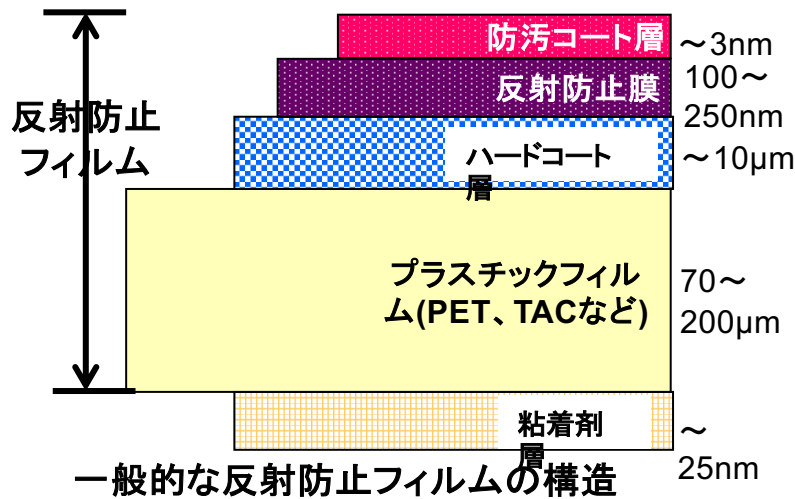 防汚コート層
～3nm
反射防止膜
100～
250nm
反射防止
フィルム
ハードコート
層
～10μm
プラスチックフィル
ム(PET、TACなど)
70～
200μm
粘着剤
層
～
25nm
一般的な反射防止フィルムの構造